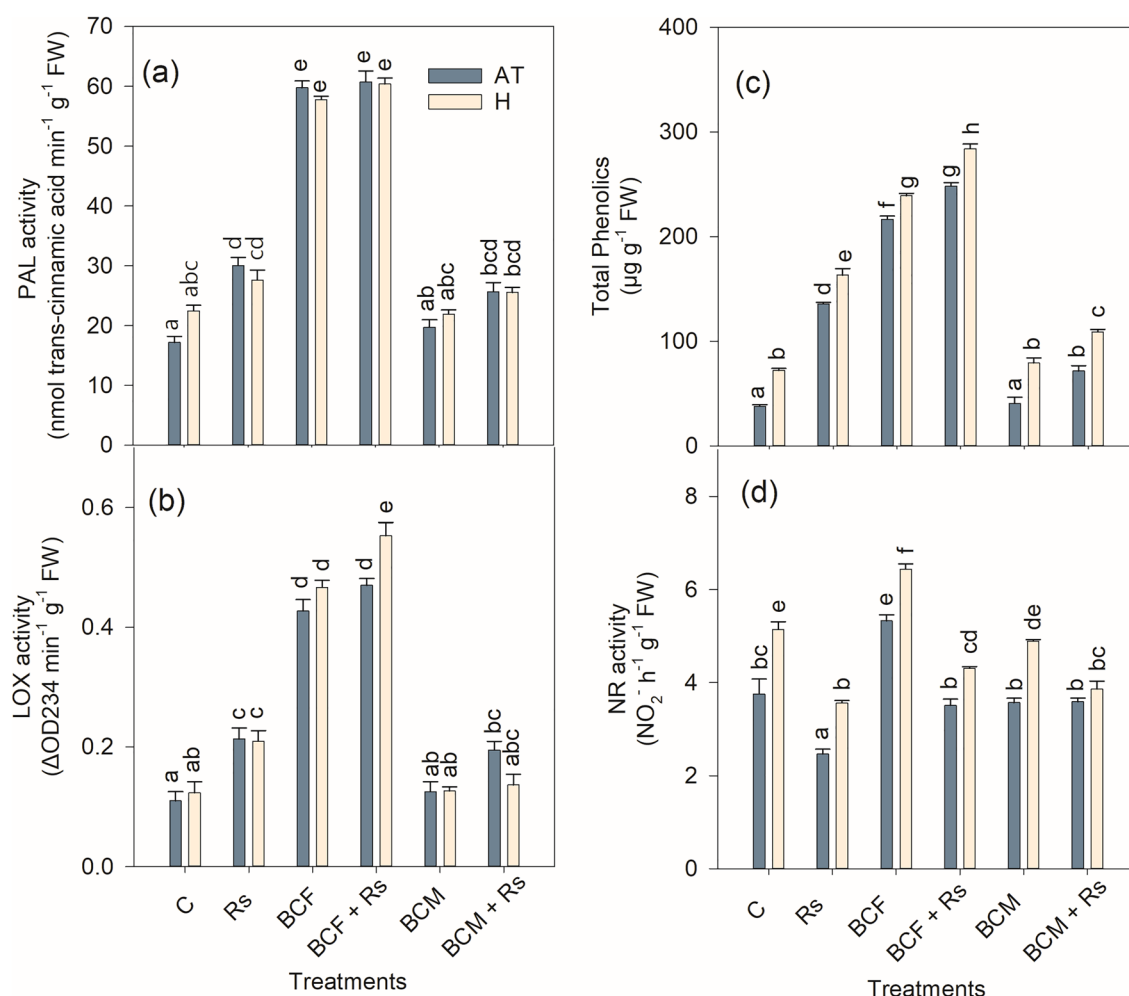 (a)
AT
H
PAL activity
(nmol trans-cinnamic acid min⁻¹ g⁻¹ FW)
70
60
50
40
30
20
10
0
a
abc
d
cd
e
e
e
e
ab
abc
bcd
bcd
(b)
LOX activity
(ΔOD234 min⁻¹ g⁻¹ FW)
0.6
0.4
0.2
0.0
a
ab
c
c
d
d
d
e
ab
ab
bc
abc
C
Rs
BCF
BCF + Rs
BCM
BCM + Rs
Treatments
(c)
Total Phenolics
(µg g⁻¹ FW)
400
300
200
100
0
a
b
d
e
f
g
g
h
a
b
b
c
(d)
NR activity
(NO₂⁻ h⁻¹ g⁻¹ FW)
8
6
4
2
0
bc
e
a
b
e
f
b
cd
b
de
b
bc
C
Rs
BCF
BCF + Rs
BCM
BCM + Rs
Treatments